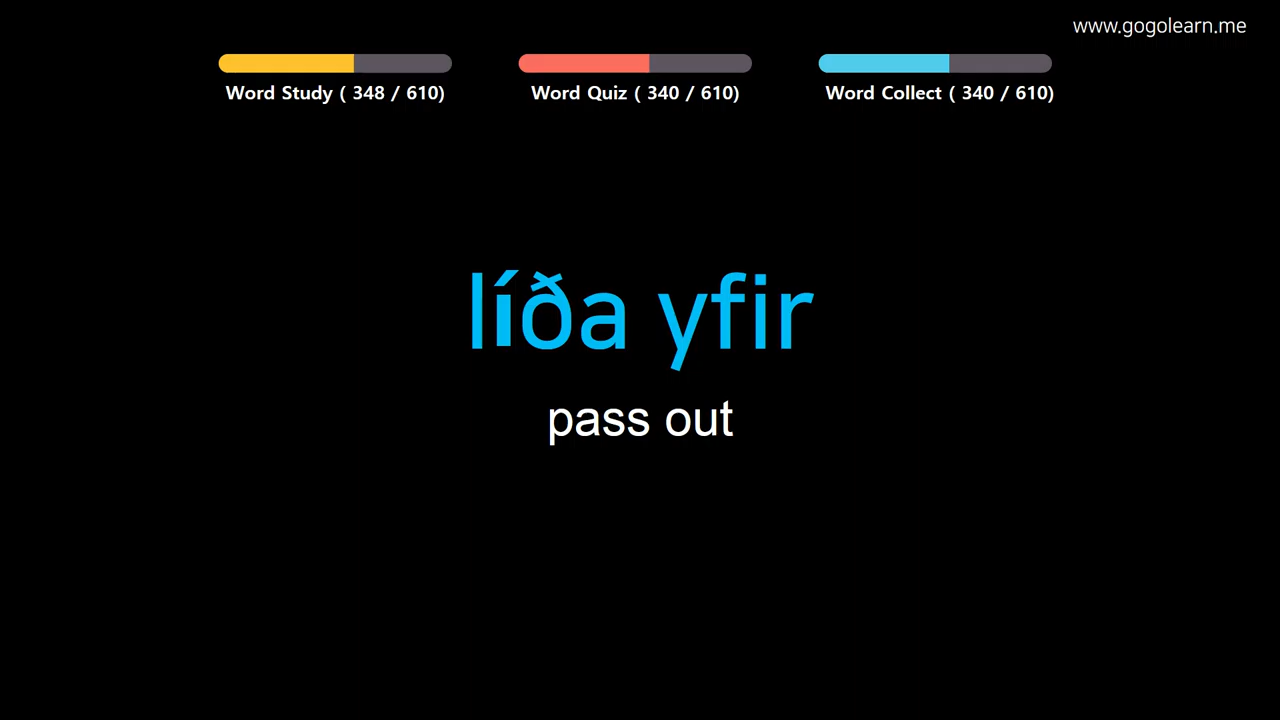 www.gogolearn.me
Word Study ( 348 / 610)
Word Quiz ( 340 / 610)
Word Collect ( 340 / 610)
líða yfir
pass out